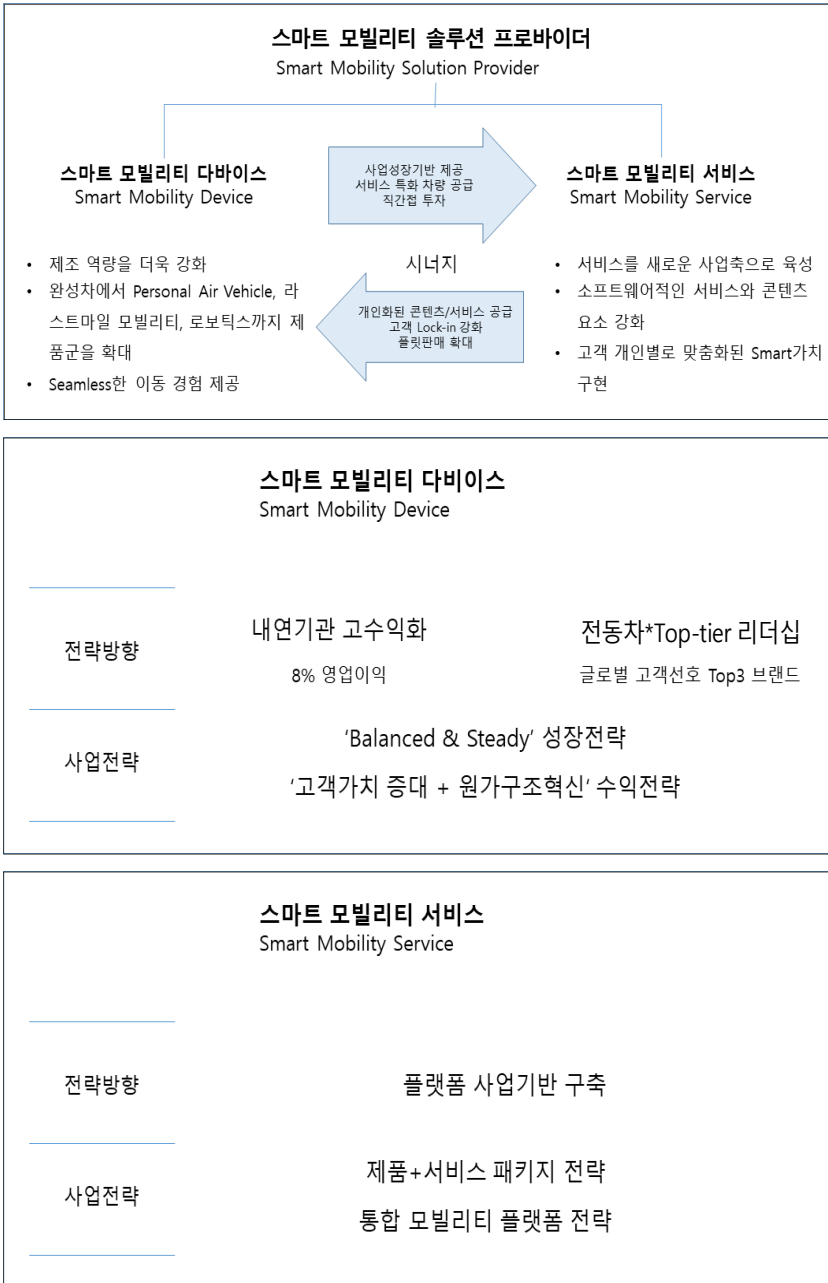 스마트 모빌리티 솔루션 프로바이더
Smart Mobility Solution Provider
스마트 모빌리티 다바이스
Smart Mobility Device
사업성장기반 제공
서비스 특화 차량 공급
직간접 투자
스마트 모빌리티 서비스
Smart Mobility Service
• 제조 역량을 더욱 강화
• 완성차에서 Personal Air Vehicle, 라
스트마일 모빌리티, 로보틱스까지 제
품군을 확대
• Seamless한 이동 경험 제공
시너지
개인화된 콘텐츠/서비스 공급
고객 Lock-in 강화
플릿판매 확대
• 서비스를 새로운 사업축으로 육성
• 소프트웨어적인 서비스와 콘텐츠
요소 강화
• 고객 개인별로 맞춤화된 Smart가치
구현
스마트 모빌리티 다비이스
Smart Mobility Device
전략방향
내연기관 고수익화
8% 영업이익
전동차*Top-tier 리더십
글로벌 고객선호 Top3 브랜드
사업전략
‘Balanced & Steady’ 성장전략
‘고객가치 증대 + 원가구조혁신’ 수익전략
스마트 모빌리티 서비스
Smart Mobility Service
전략방향
플랫폼 사업기반 구축
사업전략
제품+서비스 패키지 전략
통합 모빌리티 플랫폼 전략